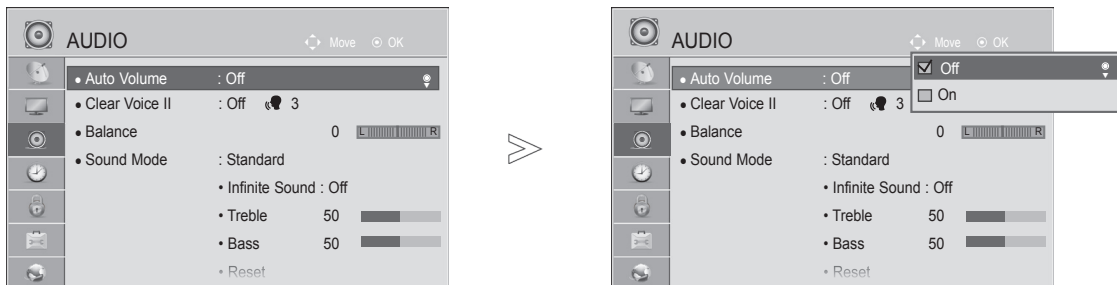 AUDIO Move OK
• Auto Volume : Off
• Clear Voice II : Off 3
• Balance 0 L R
• Sound Mode : Standard
• Infinite Sound : Off
• Treble 50
• Bass 50
• Reset
AUDIO Move OK
• Auto Volume : Off
Off
On
• Clear Voice II : Off 3
• Balance 0 L R
• Sound Mode : Standard
• Infinite Sound : Off
• Treble 50
• Bass 50
• Reset